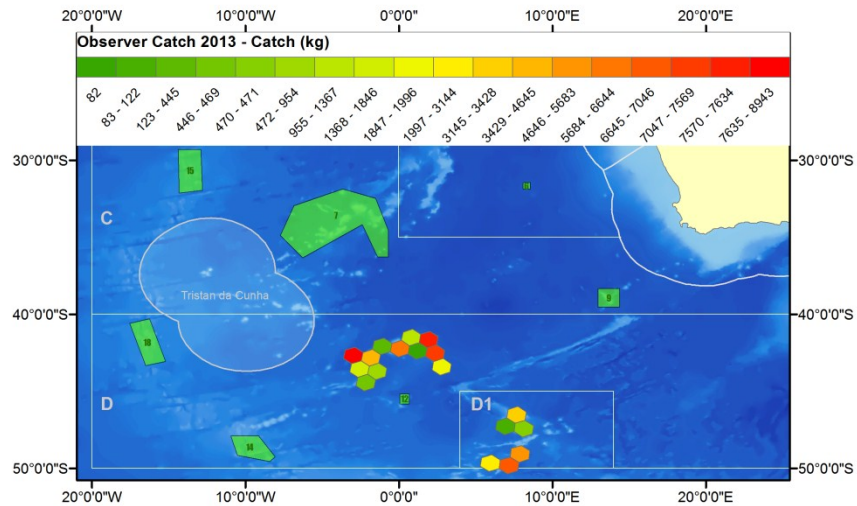 20°0'0"W 10°0'0"W 0°0'0" 10°0'0"E 20°0'0"E
Observer Catch 2013 - Catch (kg)
82 83 - 122 123 - 445 446 - 469 470 - 471 472 - 954 955 - 1367 1368 - 1846 1847 - 1996 1997 - 3144 3145 - 3428 3429 - 4645 4646 - 5683 5684 - 6644 6645 - 7046 7047 - 7569 7570 - 7634 7635 - 8943
30°0'0"S 30°0'0"S
15
6
C 7
Tristan da Cunha 9
40°0'0"S 40°0'0"S
18
D 12 D1
14
50°0'0"S 50°0'0"S
20°0'0"W 10°0'0"W 0°0'0" 10°0'0"E 20°0'0"E